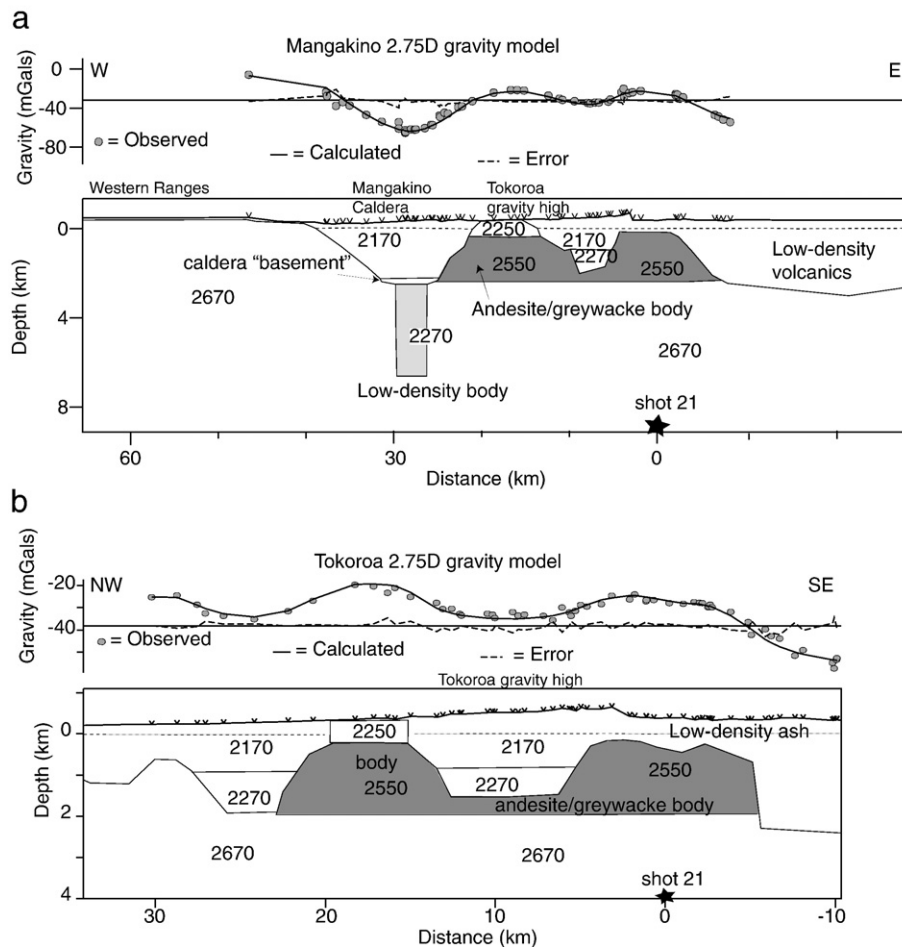 a
Mangakino 2.75D gravity model
Gravity (mGals)
0
-40
-80
W
E
= Observed
= Calculated
= Error
Western Ranges
Mangakino
Caldera
Tokoroa
gravity high
Depth (km)
0
4
8
2170
2250
2170
2270
caldera "basement"
2550
2550
Low-density
volcanics
2670
Andesite/greywacke body
2270
2670
Low-density body
shot 21
60
30
0
Distance (km)
b
Tokoroa 2.75D gravity model
Gravity (mGals)
-20
-40
NW
SE
= Observed
= Calculated
= Error
Tokoroa gravity high
Depth (km)
0
2
4
2250
Low-density ash
2170
2170
body
2550
2550
2270
2270
andesite/greywacke body
2670
2670
shot 21
30
20
10
0
-10
Distance (km)